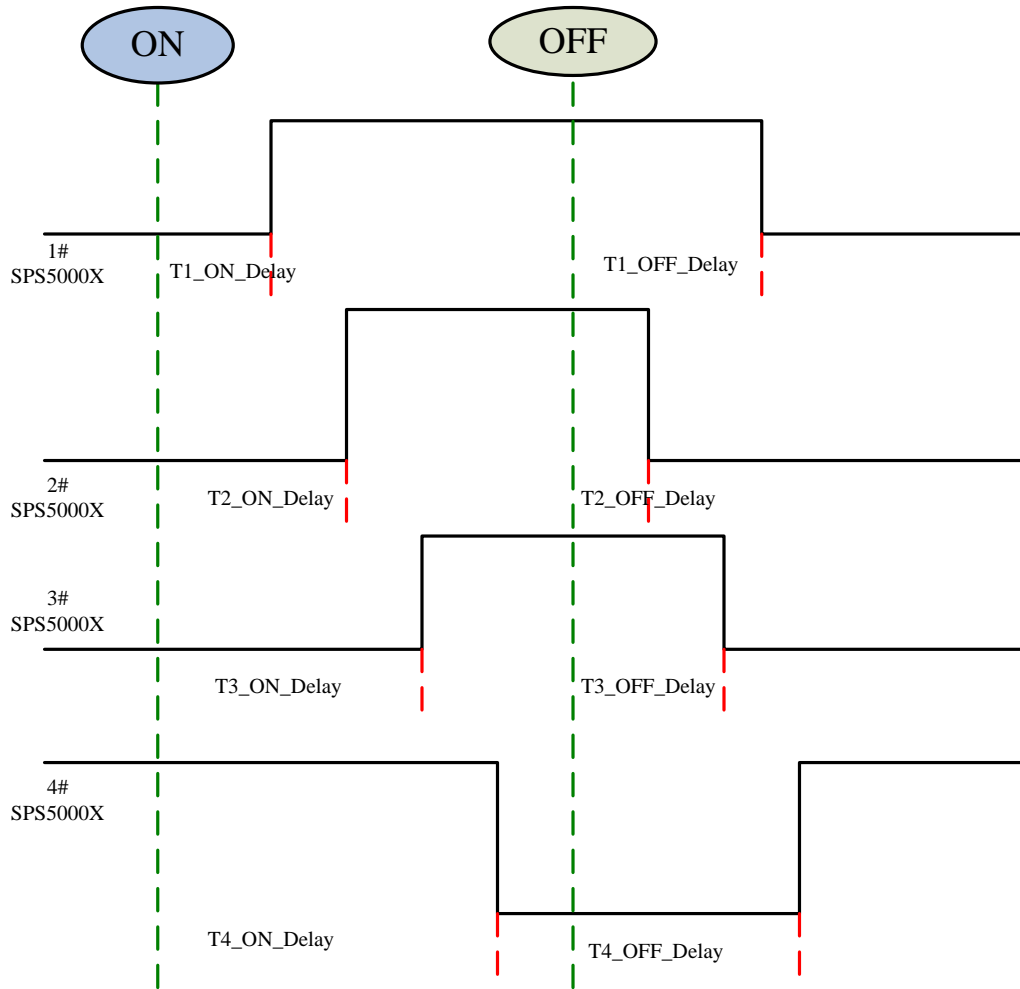 ON
OFF
1#
SPS5000X
T1_ON_Delay
T1_OFF_Delay
2#
SPS5000X
T2_ON_Delay
T2_OFF_Delay
3#
SPS5000X
T3_ON_Delay
T3_OFF_Delay
4#
SPS5000X
T4_ON_Delay
T4_OFF_Delay